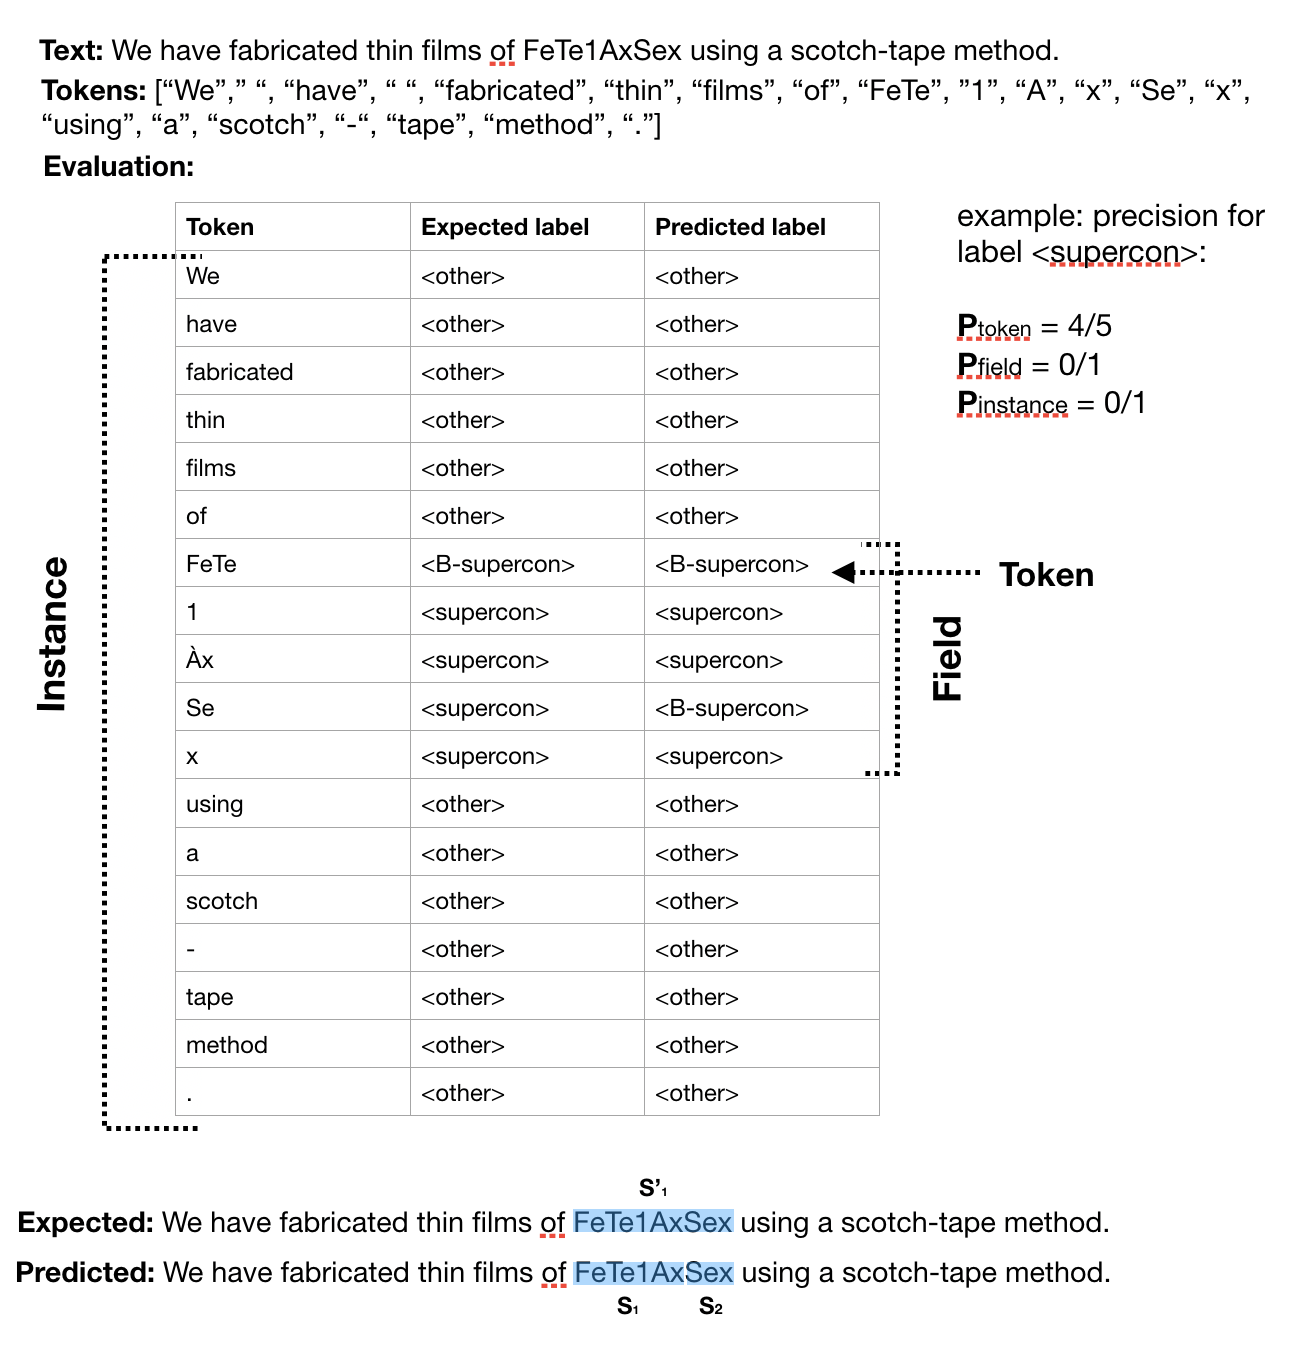 Text: We have fabricated thin films of FeTe1AxSex using a scotch-tape method.
Tokens: [“We”,” “, “have”, “ “, “fabricated”, “thin”, “films”, “of”, “FeTe”, ”1”, “A”, “x”, “Se”, “x”,
“using”, “a”, “scotch”, “-“, “tape”, “method”, “.”]
Evaluation:
Token Expected label Predicted label
We <other> <other>
have <other> <other>
fabricated <other> <other>
thin <other> <other>
films <other> <other>
of <other> <other>
FeTe <B-supercon> <B-supercon>
1 <supercon> <supercon>
Àx <supercon> <supercon>
Se <supercon> <B-supercon>
x <supercon> <supercon>
using <other> <other>
a <other> <other>
scotch <other> <other>
- <other> <other>
tape <other> <other>
method <other> <other>
. <other> <other>
Instance
Token
Field
example: precision for
label <supercon>:
Ptoken = 4/5
Pfield = 0/1
Pinstance = 0/1
S’1
Expected: We have fabricated thin films of FeTe1AxSex using a scotch-tape method.
Predicted: We have fabricated thin films of FeTe1AxSex using a scotch-tape method.
S1 S2